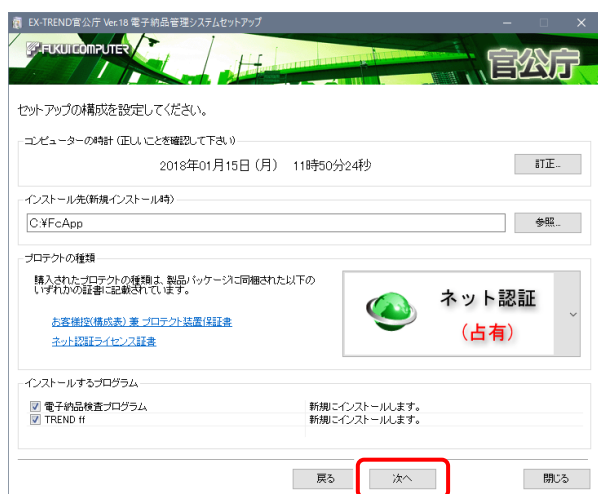 EX-TREND官公庁 Ver.18 電子納品管理システムセットアップ
FUKUI COMPUTER
官公庁
セットアップの構成を設定してください。
コンピューターの時計 (正しいことを確認して下さい)
2018年01月15日 (月) 11時50分24秒
訂正...
インストール先(新規インストール時)
C:¥FcApp
参照...
プロテクトの種類
購入されたプロテクトの種類は、製品パッケージに同梱された以下の
いずれかの証書に記載されています。
お客様控(構成表) 兼 プロテクト装置保証書
ネット認証ライセンス証書
ネット認証
(占有)
インストールするプログラム
電子納品検査プログラム 新規にインストールします。
TREND ff 新規にインストールします。
戻る 次へ 閉じる